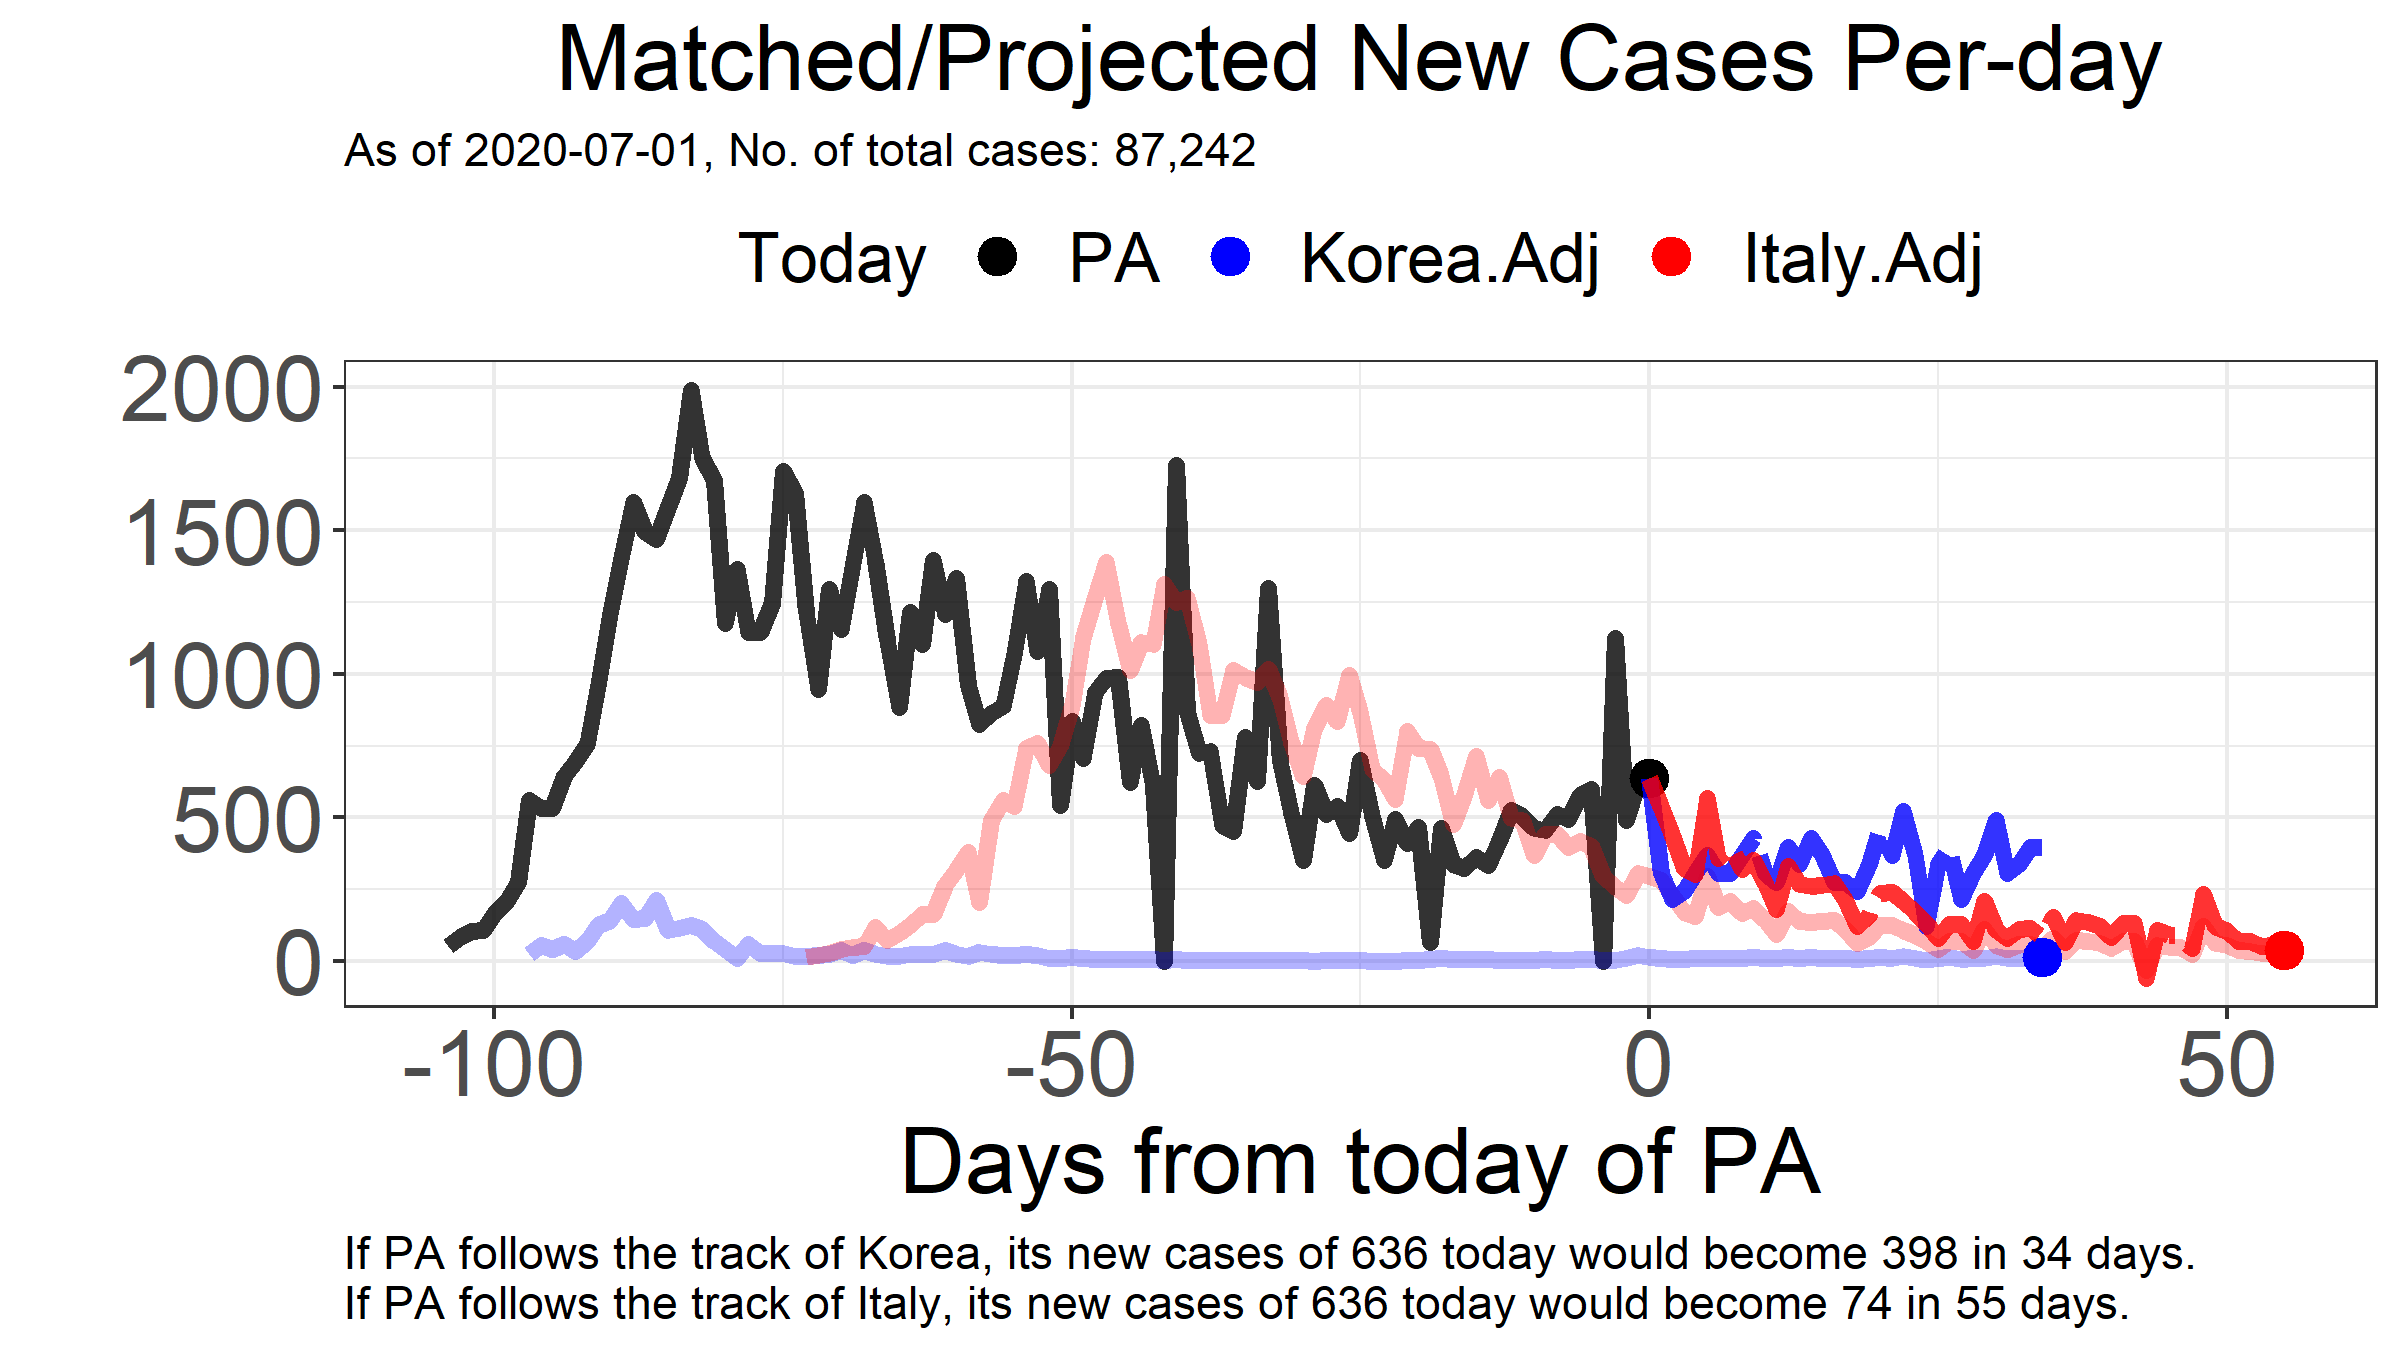 Matched/Projected New Cases Per-day
As of 2020-07-01, No. of total cases: 87,242
Today PA Korea.Adj Italy.Adj
2000
1500
1000
500
0
-100 -50 0 50
Days from today of PA
If PA follows the track of Korea, its new cases of 636 today would become 398 in 34 days.
If PA follows the track of Italy, its new cases of 636 today would become 74 in 55 days.